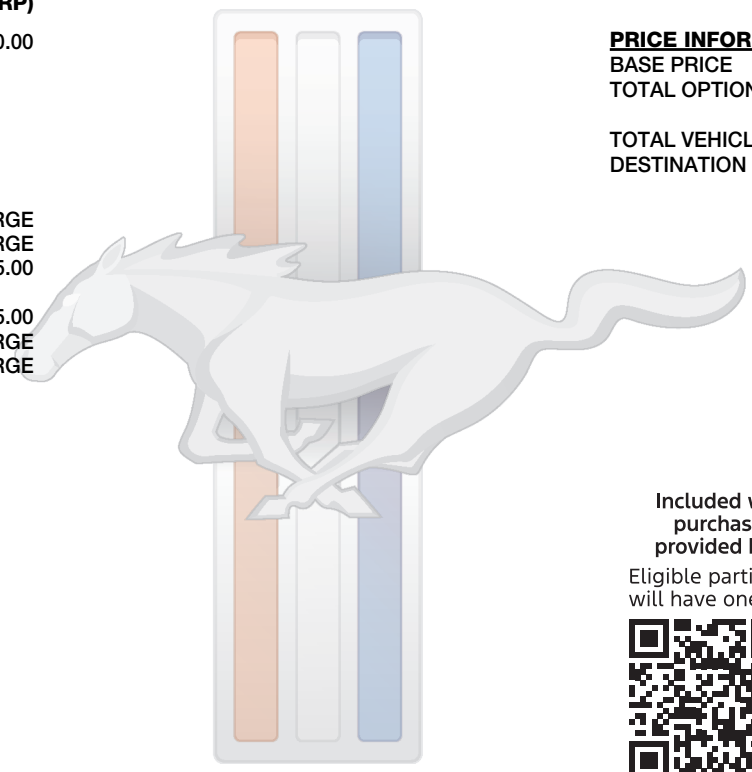 RP)
0.00
RGE
RGE
5.00
5.00
RGE
RGE
PRICE INFOR
BASE PRICE
TOTAL OPTION
TOTAL VEHICL
DESTINATION
Included w
purchas
provided b
Eligible parti
will have one